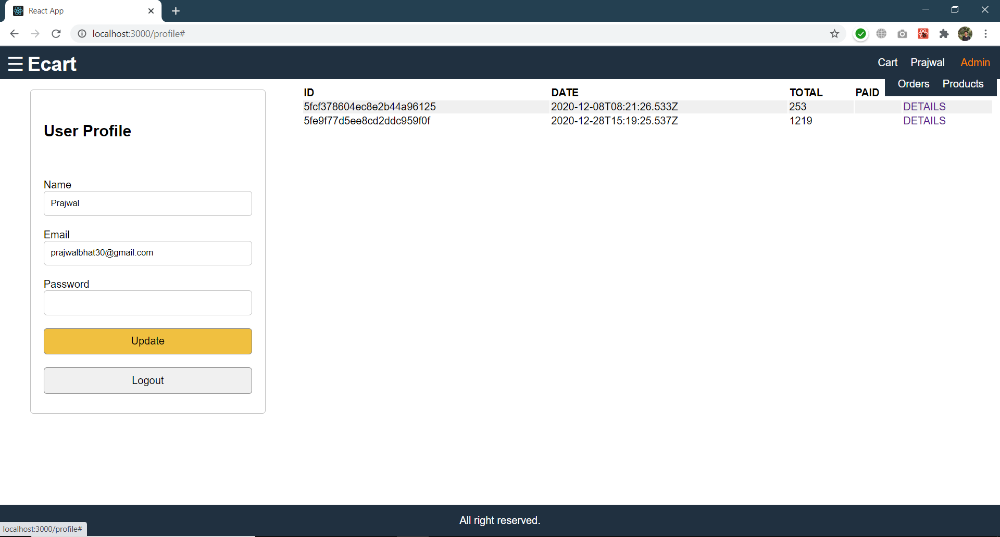 React App
localhost:3000/profile#
☰ Ecart
Cart Prajwal Admin
Orders Products
User Profile
Name
Prajwal
Email
prajwalbhat30@gmail.com
Password
Update
Logout
ID DATE TOTAL PAID
5fcf378604ec8e2b44a96125 2020-12-08T08:21:26.533Z 253 DETAILS
5fe9f77d5ee8cd2ddc959f0f 2020-12-28T15:19:25.537Z 1219 DETAILS
All right reserved.
localhost:3000/profile#